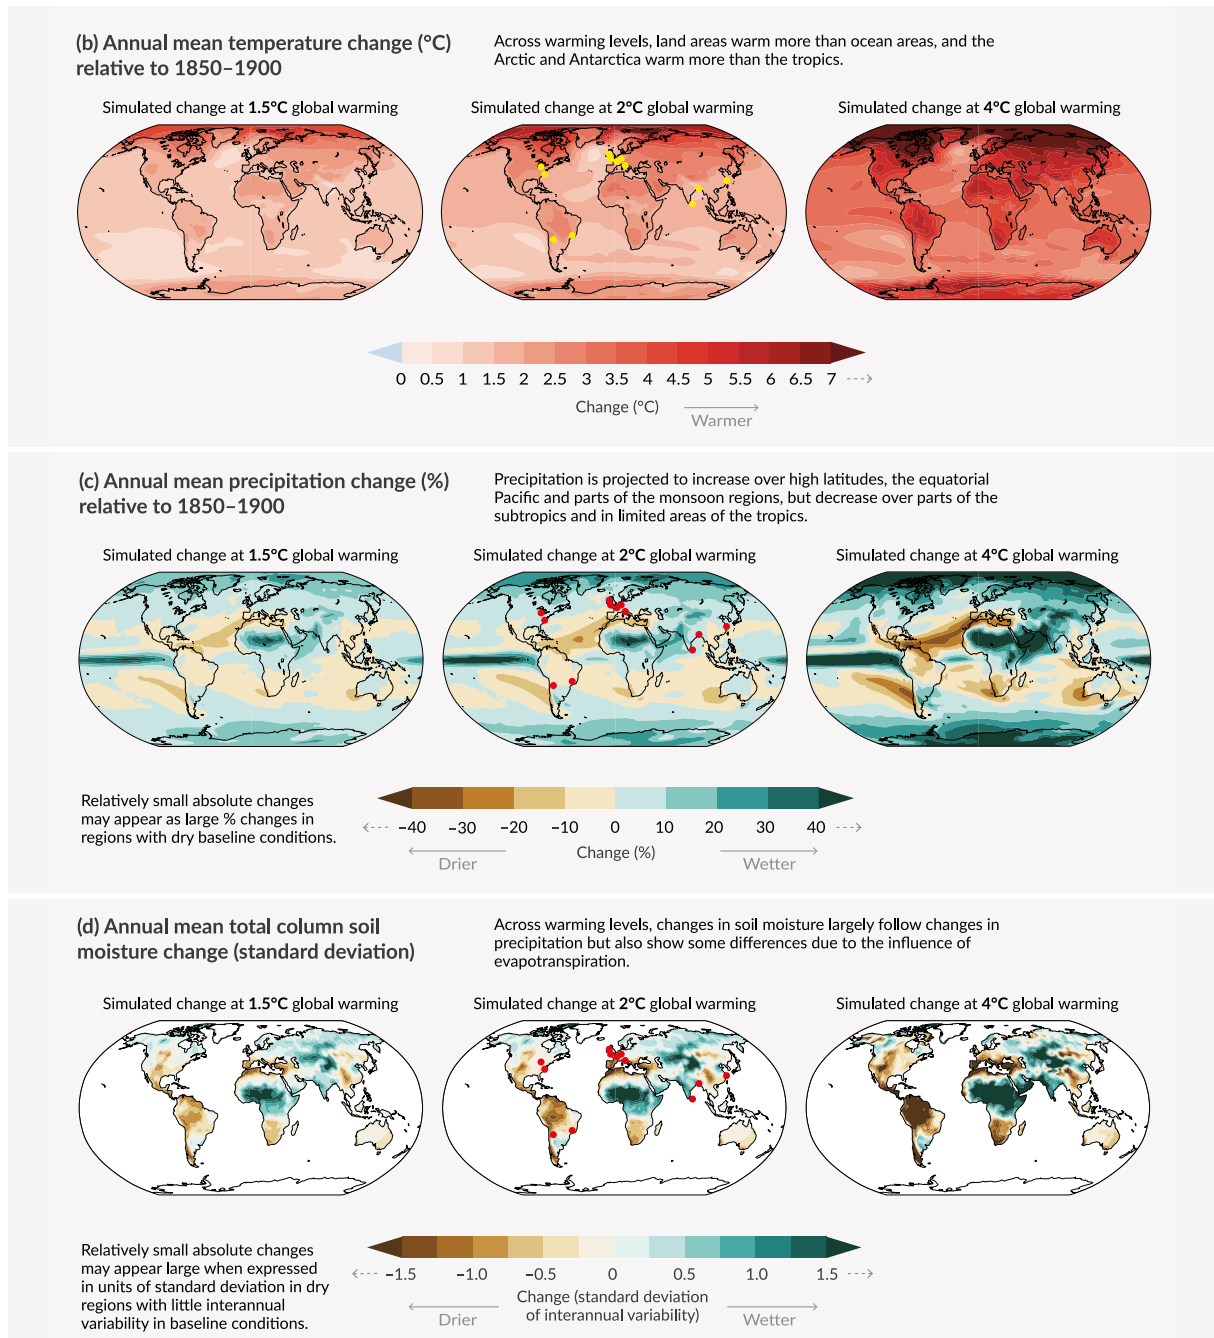 (b) Annual mean temperature change (°C)
relative to 1850–1900
Across warming levels, land areas warm more than ocean areas, and the
Arctic and Antarctica warm more than the tropics.
Simulated change at 1.5°C global warming
Simulated change at 2°C global warming
Simulated change at 4°C global warming
0 0.5 1 1.5 2 2.5 3 3.5 4 4.5 5 5.5 6 6.5 7
Change (°C)
Warmer
(c) Annual mean precipitation change (%)
relative to 1850–1900
Precipitation is projected to increase over high latitudes, the equatorial
Pacific and parts of the monsoon regions, but decrease over parts of the
subtropics and in limited areas of the tropics.
Simulated change at 1.5°C global warming
Simulated change at 2°C global warming
Simulated change at 4°C global warming
Relatively small absolute changes
may appear as large % changes in
regions with dry baseline conditions.
–40 –30 –20 –10 0 10 20 30 40
Change (%)
Drier
Wetter
(d) Annual mean total column soil
moisture change (standard deviation)
Across warming levels, changes in soil moisture largely follow changes in
precipitation but also show some differences due to the influence of
evapotranspiration.
Simulated change at 1.5°C global warming
Simulated change at 2°C global warming
Simulated change at 4°C global warming
Relatively small absolute changes
may appear large when expressed
in units of standard deviation in dry
regions with little interannual
variability in baseline conditions.
–1.5 –1.0 –0.5 0 0.5 1.0 1.5
Change (standard deviation
of interannual variability)
Drier
Wetter